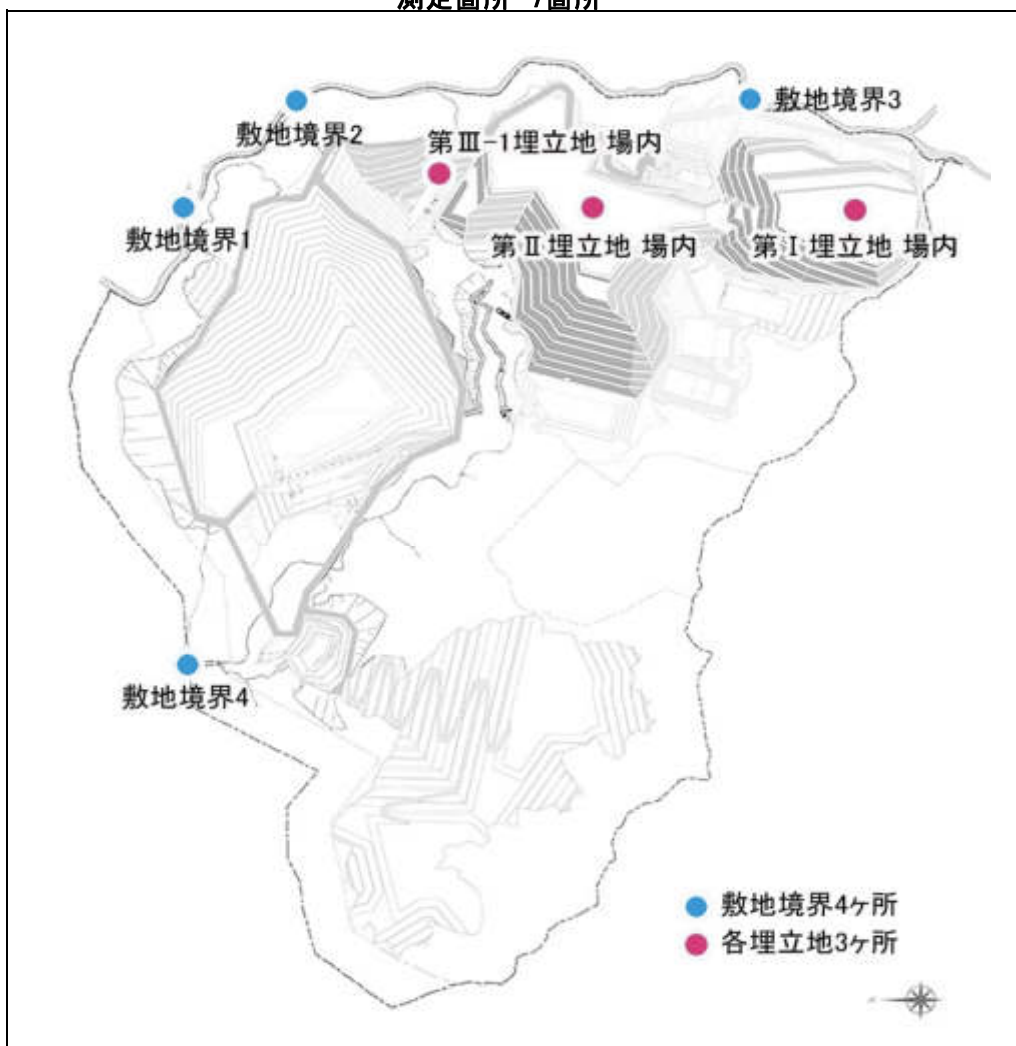 測定箇所 7箇所
敷地境界3
敷地境界2
第Ⅲ-1埋立地 場内
敷地境界1
第Ⅱ埋立地 場内
第Ⅰ埋立地 場内
敷地境界4
敷地境界4ヶ所
各埋立地3ヶ所